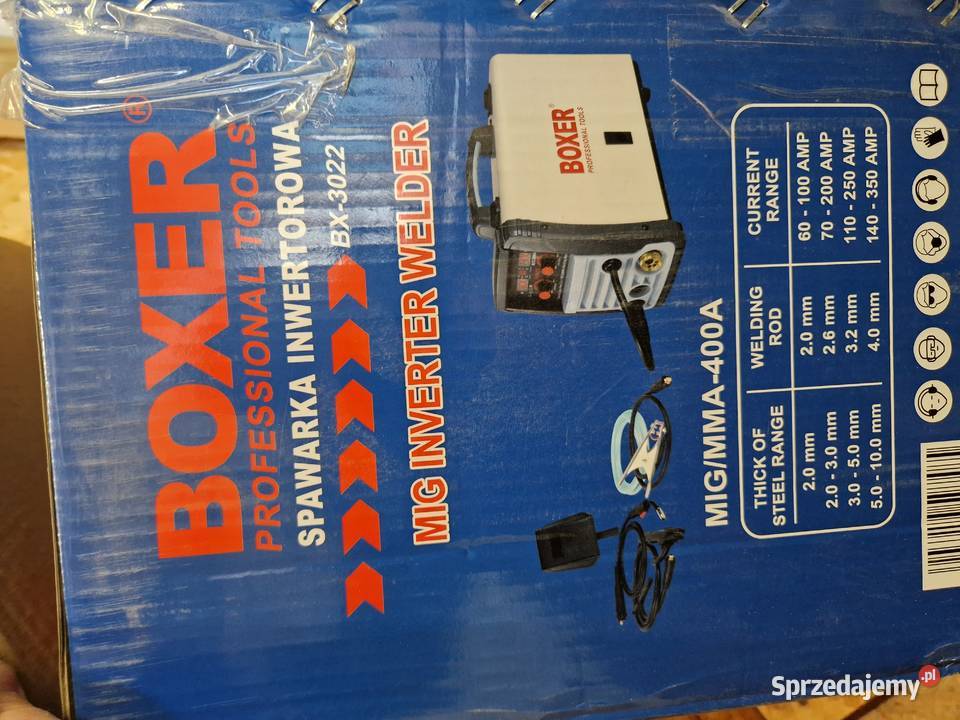 BOXER®
PROFESSIONAL TOOLS
SPAWARKA INWERTOROWA
BX-3022
MIG INVERTER WELDER
BOXER®
PROFESSIONAL TOOLS
MIG/MMA-400A
THICK OF STEEL RANGE WELDING ROD CURRENT RANGE
2.0 mm 2.0 mm 60 - 100 AMP
2.0 - 3.0 mm 2.6 mm 70 - 200 AMP
3.0 - 5.0 mm 3.2 mm 110 - 250 AMP
5.0 - 10.0 mm 4.0 mm 140 - 350 AMP
Sprzedajemy.pl